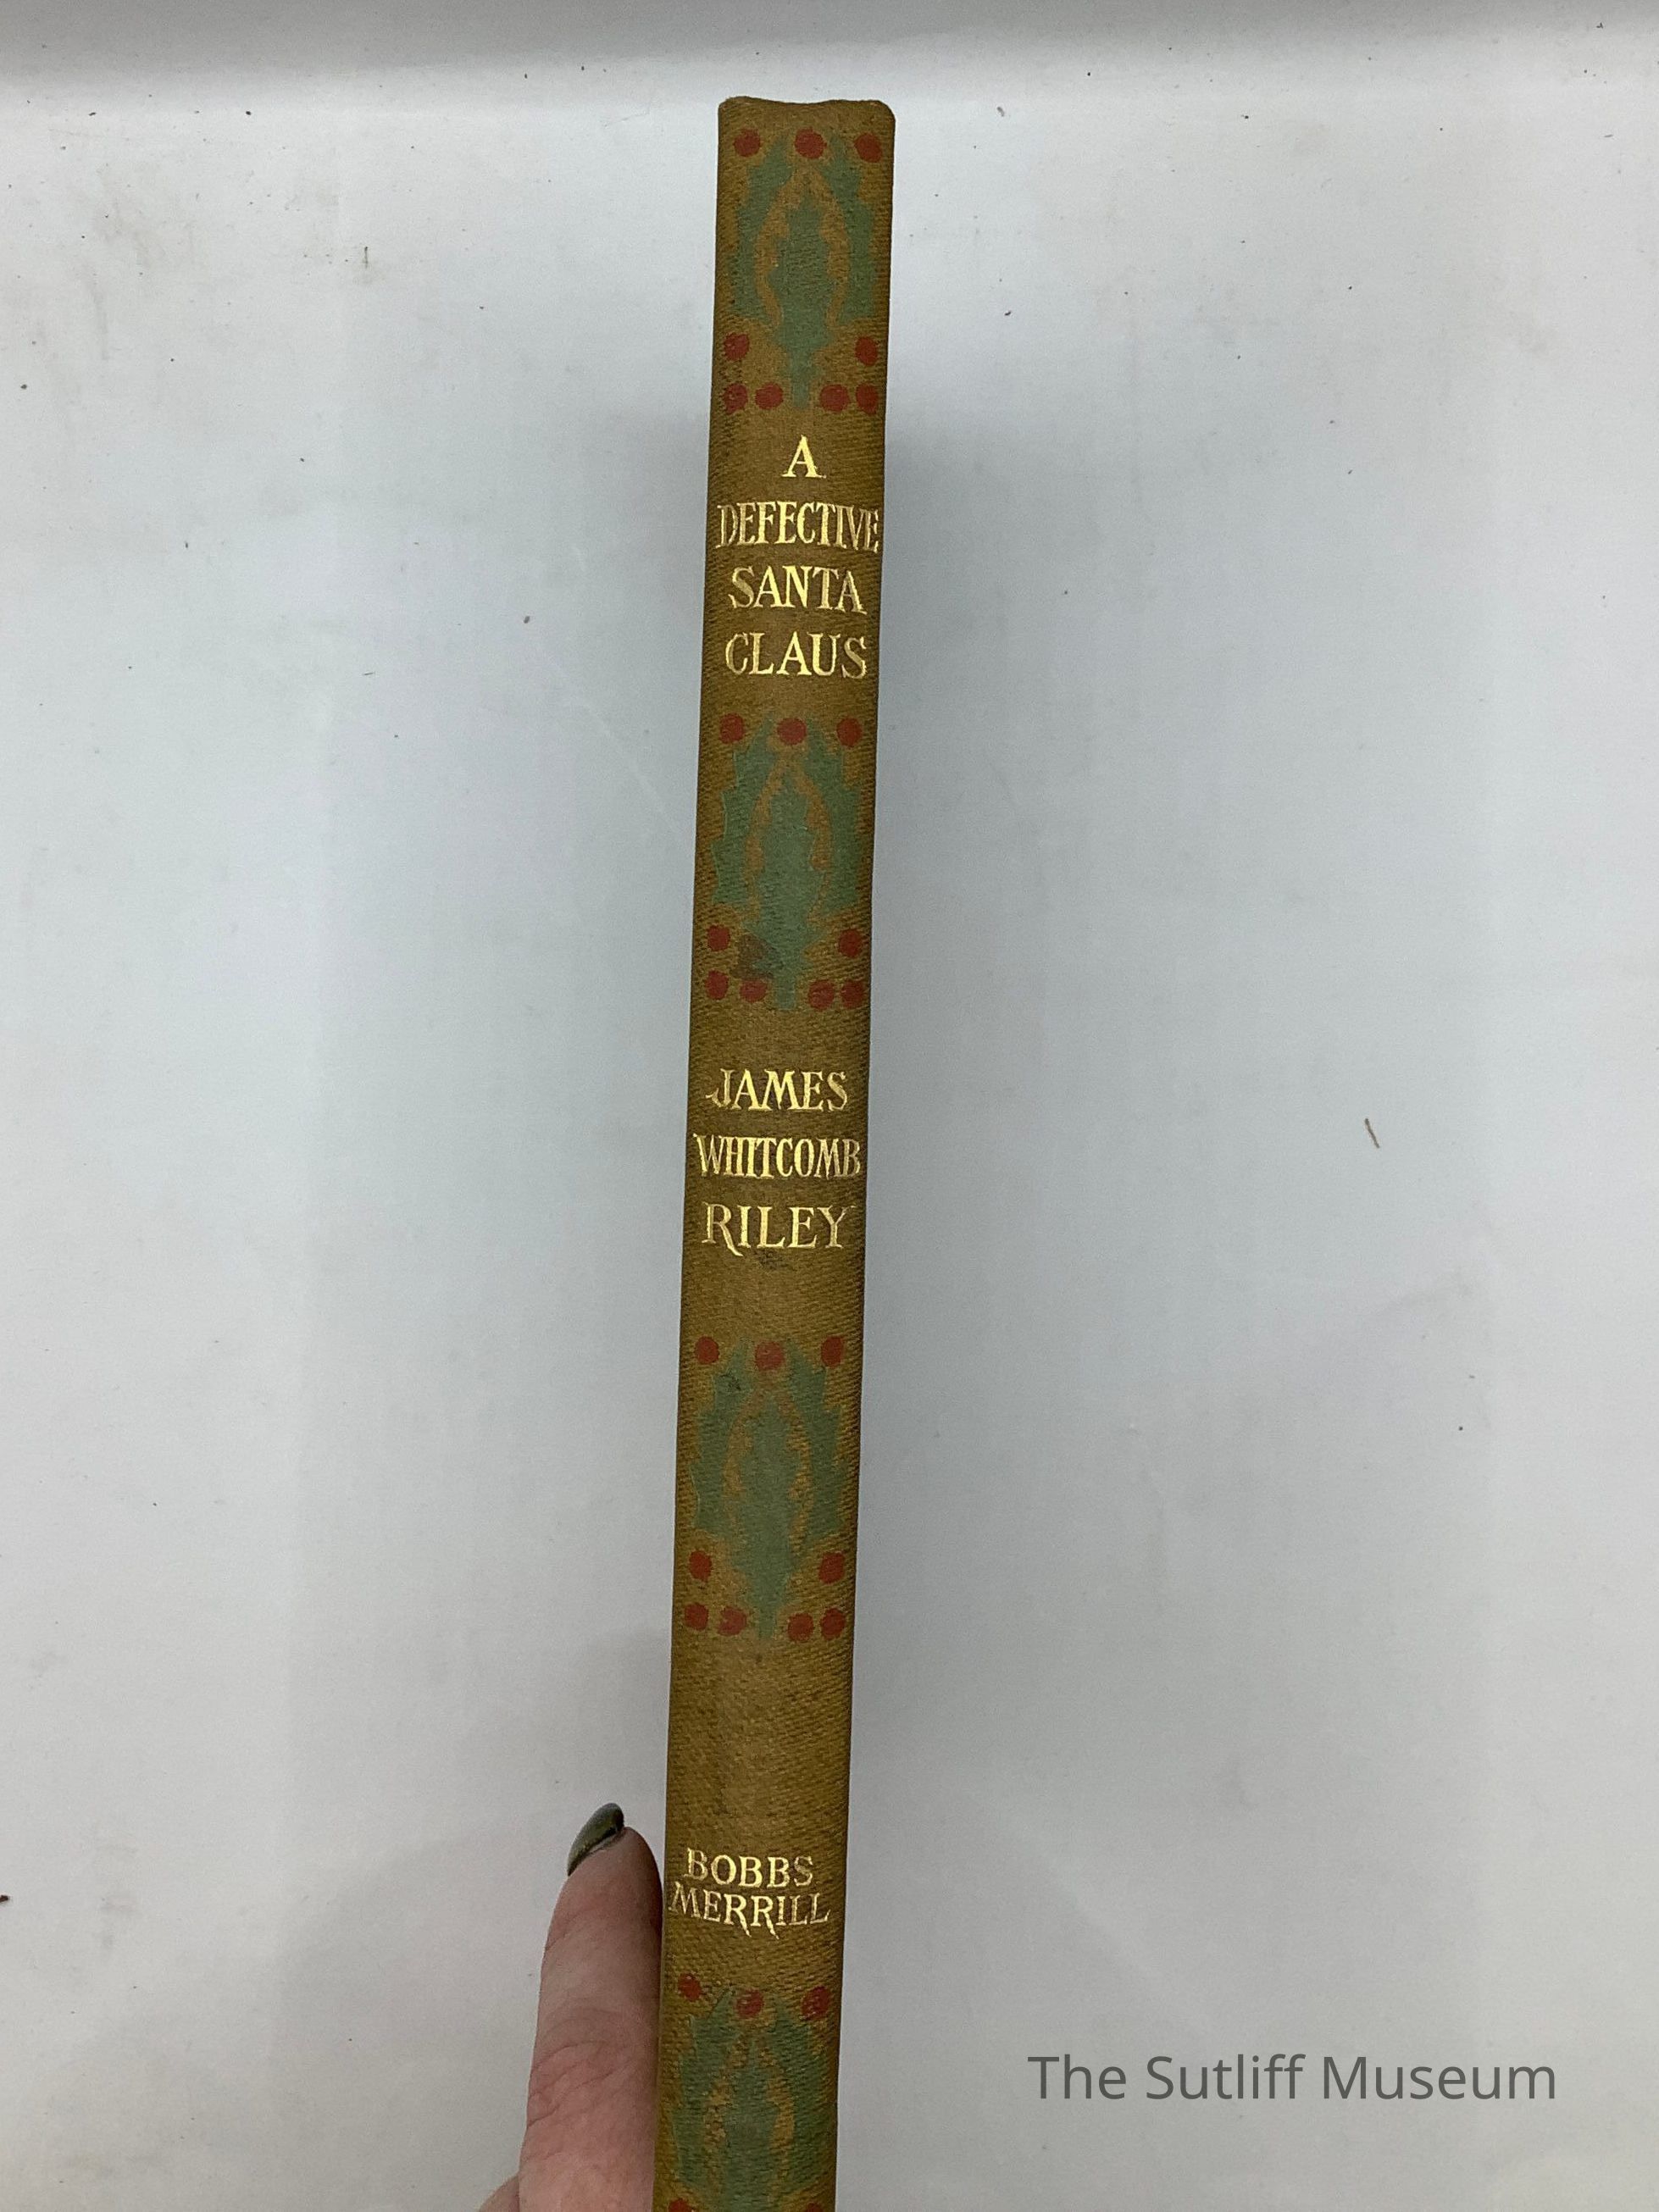 A
DEFECTIVE
SANTA
CLAUS
JAMES
WHITCOMB
RILEY
BOBBS
MERRILL
The Sutliff Museum